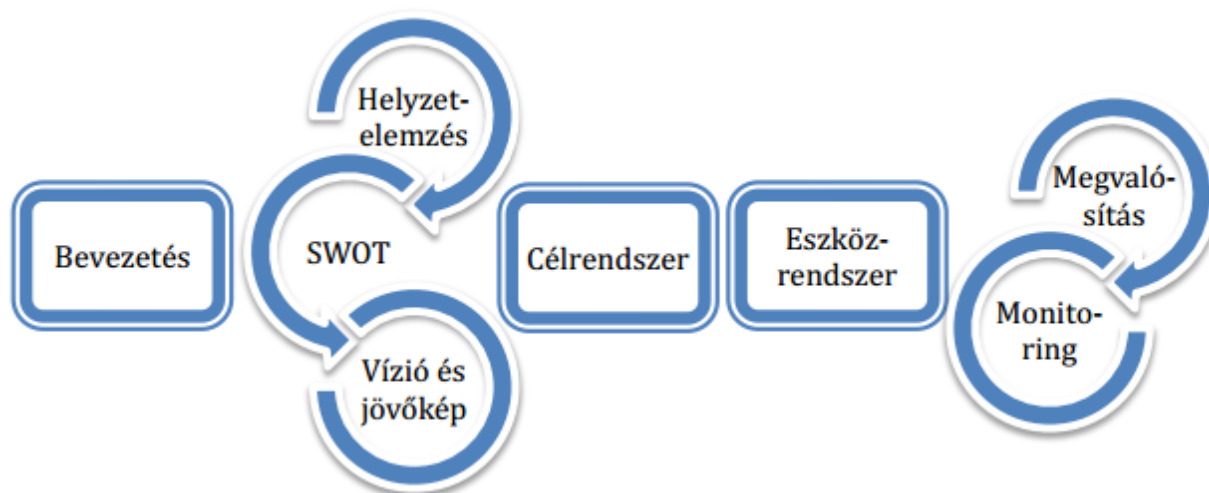 Bevezetés
Helyzet-
elemzés
SWOT
Vízió és
jövőkép
Célrendszer
Eszköz-
rendszer
Megvaló-
sítás
Monito-
ring